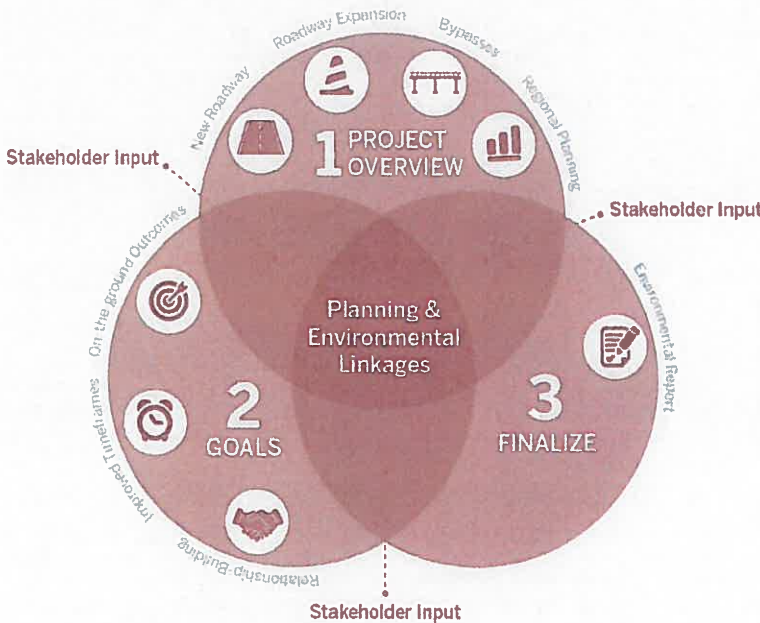 Roadway Expansion
Bypasses
New Roadway
Regional Planning
1 PROJECT
OVERVIEW
Stakeholder Input
Stakeholder Input
On the ground Outcomes
Planning &
Environmental
Linkages
Environmental Report
2
GOALS
3
FINALIZE
Improved Timeframes
Relationship-Building
Stakeholder Input